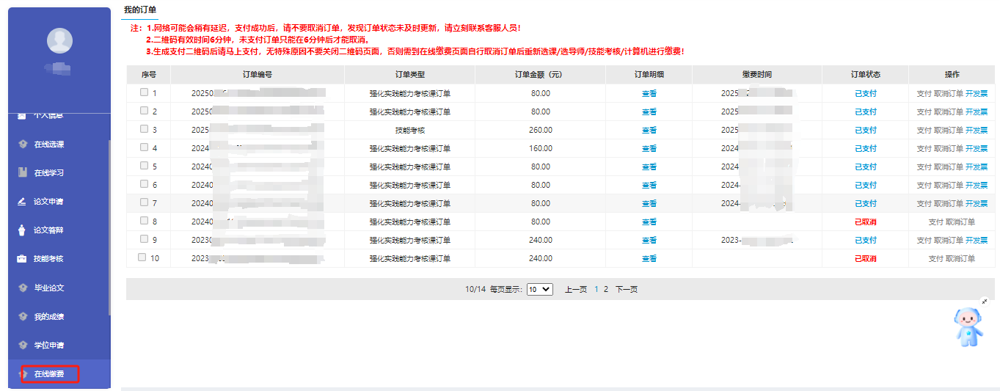 我的订单
注：1.网络可能会稍有延迟，支付成功后，请不要取消订单，发现订单状态未及时更新，请立刻联系客服人员！
2.二维码有效时间6分钟，未支付订单只能在6分钟后才能取消。
3.生成支付二维码后请马上支付，无特殊原因不要关闭二维码页面，否则需到在线缴费页面自行取消订单后重新选课/选导师/技能考核/计算机进行缴费！
个人信息
在线选课
在线学习
论文申请
论文答辩
技能考核
毕业论文
我的成绩
学位申请
在线缴费
序号 订单编号 订单类型 订单金额（元） 订单明细 缴费时间 订单状态 操作
1 20250 强化实践能力考核课订单 80.00 查看 2025 已支付 支付 取消订单 开发票
2 20250 强化实践能力考核课订单 80.00 查看 2025 已支付 支付 取消订单 开发票
3 2025 技能考核 260.00 查看 2025 已支付 支付 取消订单 开发票
4 2024 强化实践能力考核课订单 160.00 查看 2024 已支付 支付 取消订单 开发票
5 20240 强化实践能力考核课订单 80.00 查看 2024 已支付 支付 取消订单 开发票
6 20240 强化实践能力考核课订单 80.00 查看 2024- 已支付 支付 取消订单 开发票
7 20240 强化实践能力考核课订单 80.00 查看 2024- 已支付 支付 取消订单 开发票
8 20240 强化实践能力考核课订单 80.00 查看 已取消 支付 取消订单
9 20230 强化实践能力考核课订单 240.00 查看 2023- 已支付 支付 取消订单 开发票
10 2023 强化实践能力考核课订单 240.00 查看 已取消 支付 取消订单
10/14 每页显示： 10 上一页 1 2 下一页